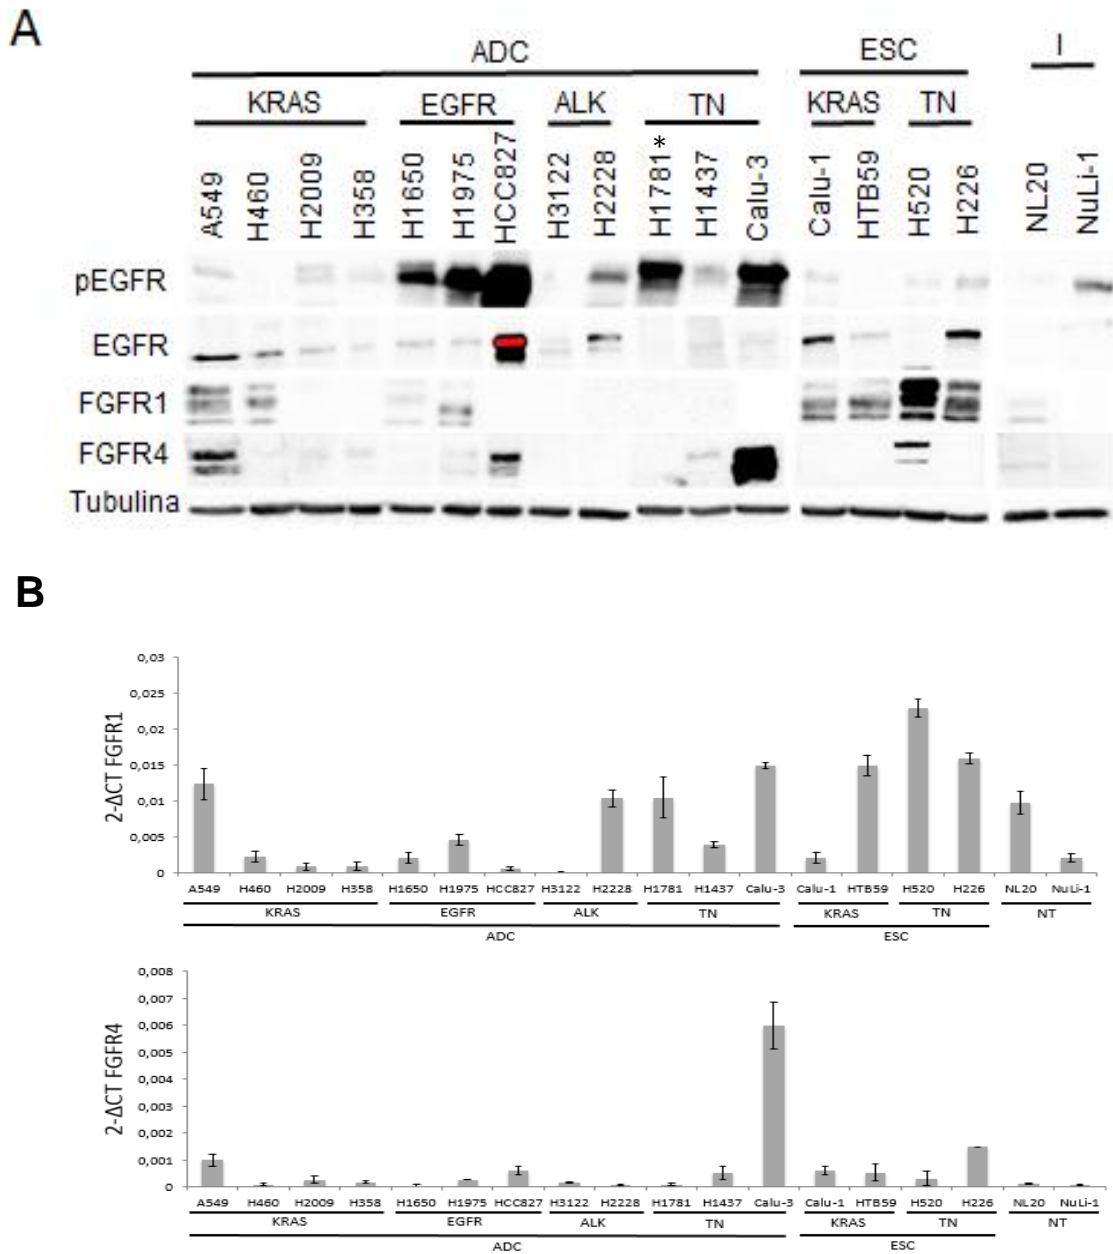 A
ADC
ESC
I
KRAS
EGFR
ALK
TN
KRAS
TN
A549
H460
H2009
H358
H1650
H1975
HCC827
H3122
H2228
H1781 *
H1437
Calu-3
Calu-1
HTB59
H520
H226
NL20
NuLi-1
pEGFR
EGFR
FGFR1
FGFR4
Tubulina
B
2-ΔCT FGFR1
0,03
0,025
0,02
0,015
0,01
0,005
0
A549 H460 H2009 H358 H1650 H1975 HCC827 H3122 H2228 H1781 H1437 Calu-3 Calu-1 HTB59 H520 H226 NL20 NuLi-1
KRAS EGFR ALK TN KRAS TN NT
ADC ESC
2-ΔCT FGFR4
0,008
0,007
0,006
0,005
0,004
0,003
0,002
0,001
0
A549 H460 H2009 H358 H1650 H1975 HCC827 H3122 H2228 H1781 H1437 Calu-3 Calu-1 HTB59 H520 H226 NL20 NuLi-1
KRAS EGFR ALK TN KRAS TN NT
ADC ESC